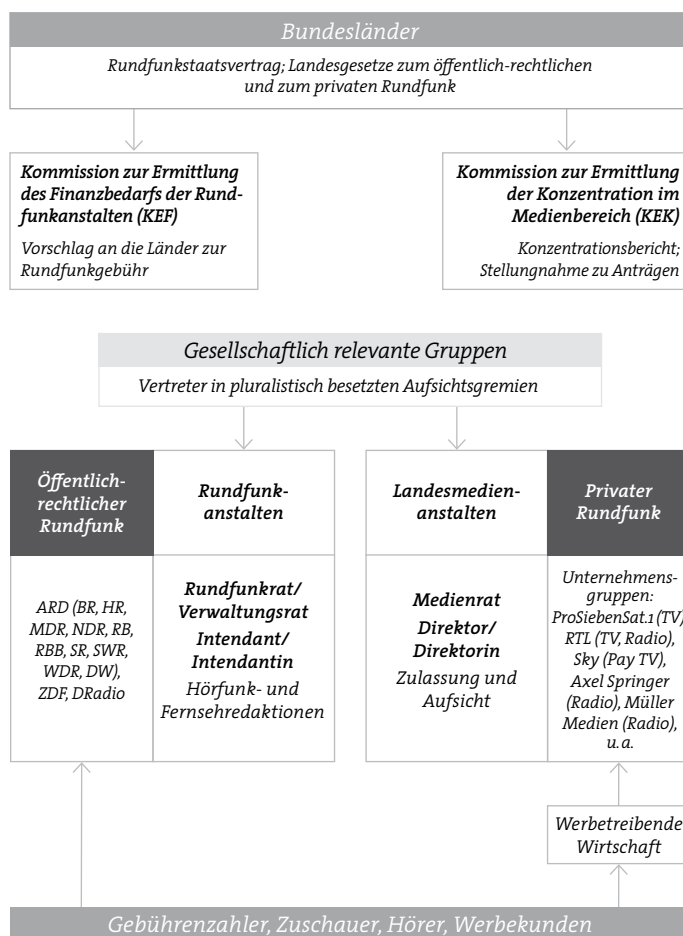 Bundesländer
Rundfunkstaatsvertrag; Landesgesetze zum öffentlich-rechtlichen
und zum privaten Rundfunk
Kommission zur Ermittlung
des Finanzbedarfs der Rund-
funkanstalten (KEF)
Vorschlag an die Länder zur
Rundfunkgebühr
Kommission zur Ermittlung
der Konzentration im
Medienbereich (KEK)
Konzentrationsbericht;
Stellungnahme zu Anträgen
Gesellschaftlich relevante Gruppen
Vertreter in pluralistisch besetzten Aufsichtsgremien
Öffentlich-
rechtlicher
Rundfunk
Rundfunk-
anstalten
Landesmedien-
anstalten
Privater
Rundfunk
ARD (BR, HR,
MDR, NDR, RB,
RBB, SR, SWR,
WDR, DW),
ZDF, DRadio
Rundfunkrat/
Verwaltungsrat
Intendant/
Intendantin
Hörfunk- und
Fernsehredaktionen
Medienrat
Direktor/
Direktorin
Zulassung und
Aufsicht
Unternehmens-
gruppen:
ProSiebenSat.1 (TV)
RTL (TV, Radio),
Sky (Pay TV),
Axel Springer
(Radio), Müller
Medien (Radio),
u. a.
Werbetreibende
Wirtschaft
Gebührenzahler, Zuschauer, Hörer, Werbekunden